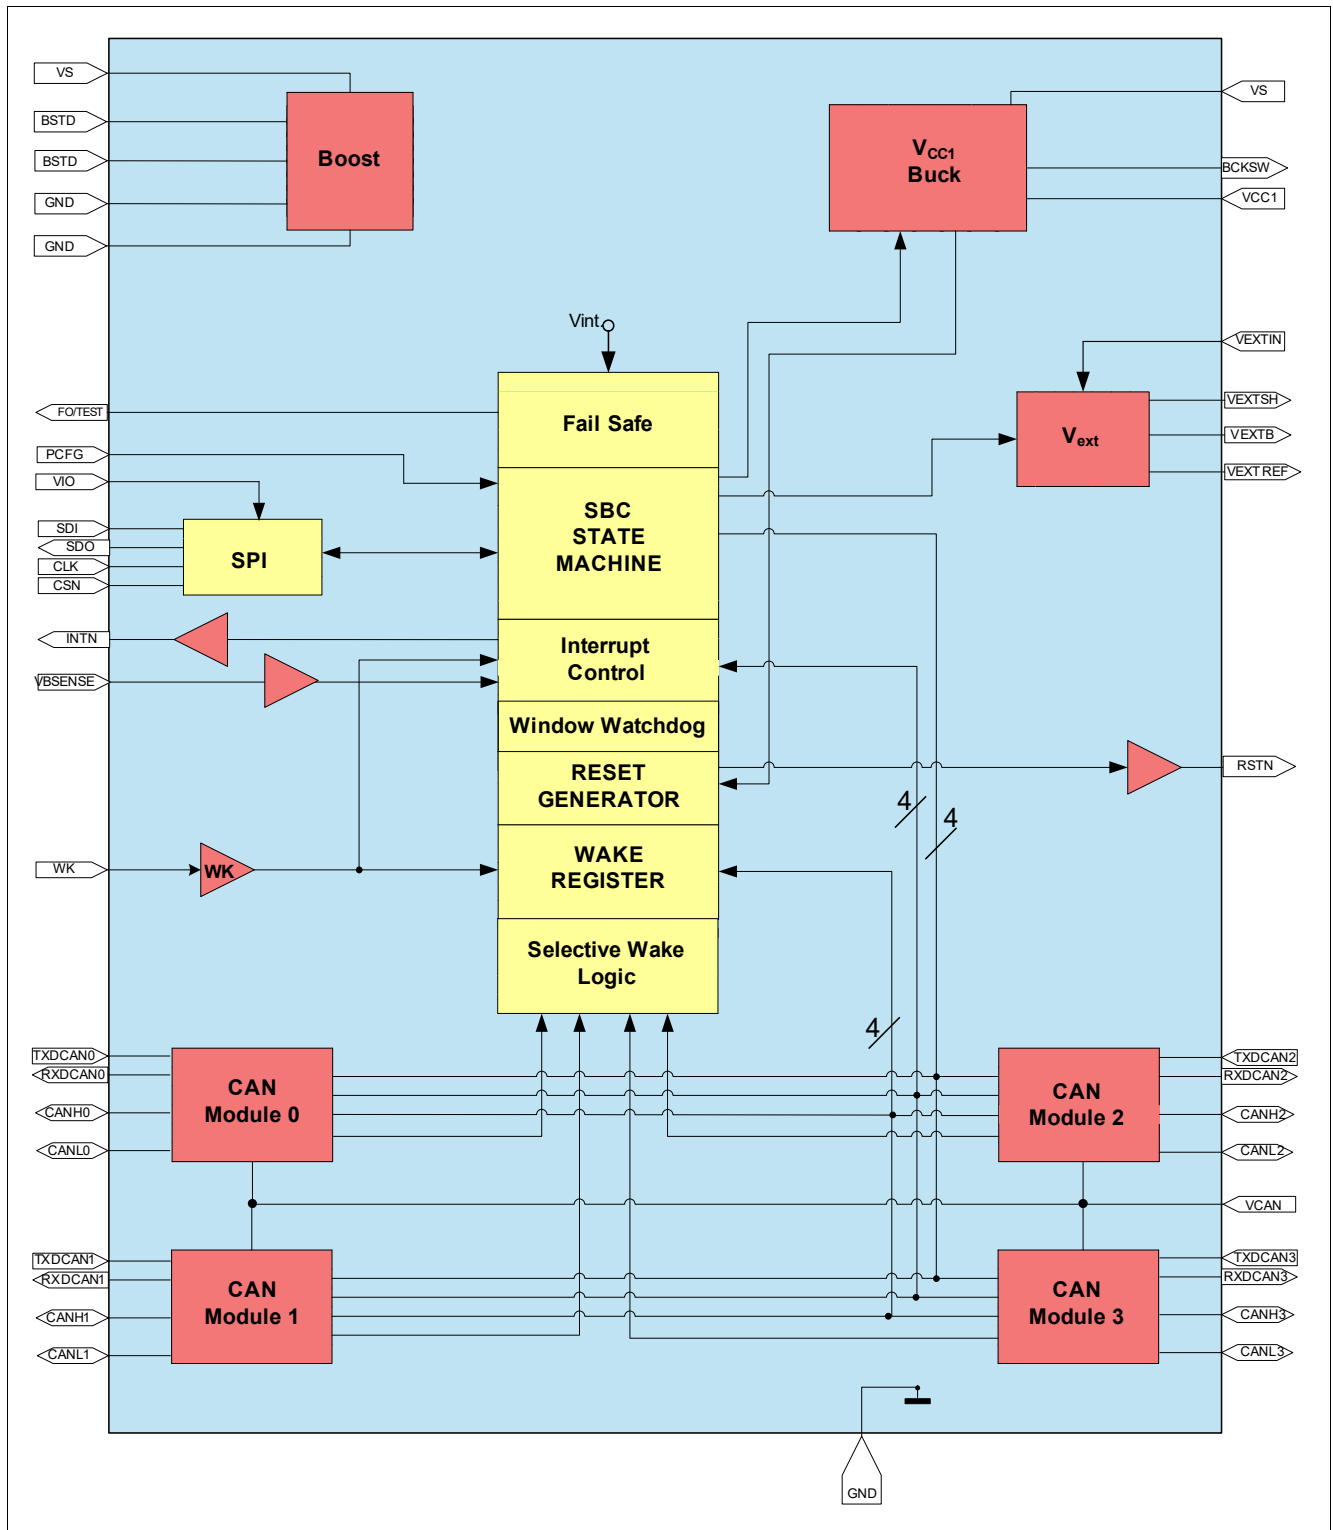 VS
BSTD
BSTD
GND
GND
Boost
VCC1
Buck
VS
BCKSW
VCC1
Vint.
VEXTIN
VEXTSH
VEXTB
VEXTREF
Vext
FO/TEST
PCFG
VIO
SDI
SDO
CLK
CSN
SPI
INTN
VBSENSE
Fail Safe
SBC
STATE
MACHINE
Interrupt
Control
Window Watchdog
RESET
GENERATOR
WAKE
REGISTER
Selective Wake
Logic
RSTN
4
4
4
WK
WK
TXDCAN0
RXDCAN0
CANH0
CANL0
CAN
Module 0
CAN
Module 2
TXDCAN2
RXDCAN2
CANH2
CANL2
VCAN
TXDCAN1
RXDCAN1
CANH1
CANL1
CAN
Module 1
CAN
Module 3
TXDCAN3
RXDCAN3
CANH3
CANL3
GND